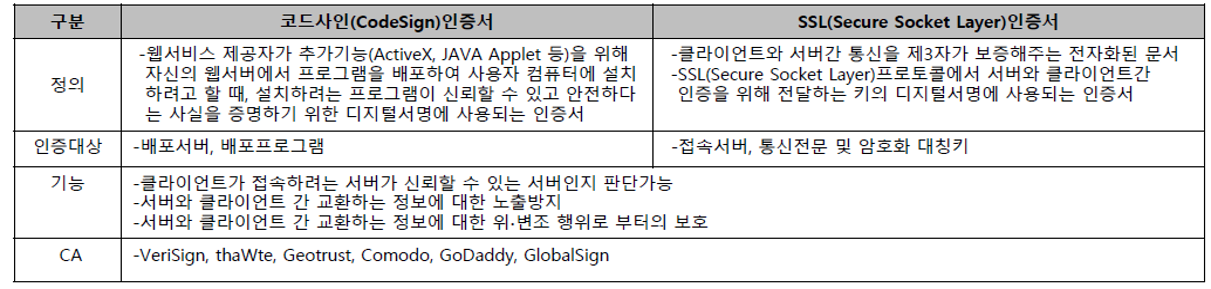 구분 코드사인(CodeSign)인증서 SSL(Secure Socket Layer)인증서
정의
-웹서비스 제공자가 추가기능(ActiveX, JAVA Applet 등)을 위해
자신의 웹서버에서 프로그램을 배포하여 사용자 컴퓨터에 설치
하려고 할 때, 설치하려는 프로그램이 신뢰할 수 있고 안전하다
는 사실을 증명하기 위한 디지털서명에 사용되는 인증서
-클라이언트와 서버간 통신을 제3자가 보증해주는 전자화된 문서
-SSL(Secure Socket Layer)프로토콜에서 서버와 클라이언트간
인증을 위해 전달하는 키의 디지털서명에 사용되는 인증서
인증대상 -배포서버, 배포프로그램 -접속서버, 통신전문 및 암호화 대칭키
기능 -클라이언트가 접속하려는 서버가 신뢰할 수 있는 서버인지 판단가능
-서버와 클라이언트 간 교환하는 정보에 대한 노출방지
-서버와 클라이언트 간 교환하는 정보에 대한 위·변조 행위로 부터의 보호
CA -VeriSign, thaWte, Geotrust, Comodo, GoDaddy, GlobalSign